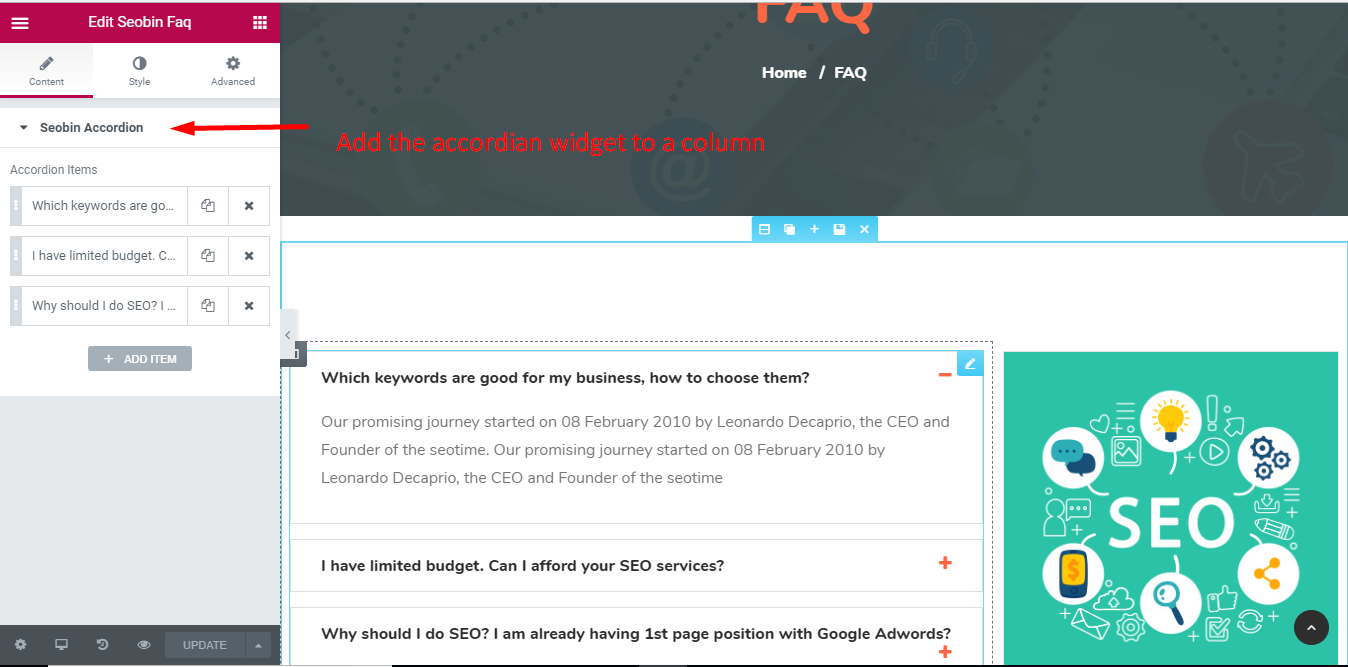 Edit Seobin Faq
Content
Style
Advanced
Seobin Accordion
Accordion Items
Which keywords are go...
I have limited budget. C...
Why should I do SEO? I ...
+ ADD ITEM
UPDATE
FAQ
Home / FAQ
Add the accordian widget to a column
Which keywords are good for my business, how to choose them?
Our promising journey started on 08 February 2010 by Leonardo Decaprio, the CEO and
Founder of the seotime. Our promising journey started on 08 February 2010 by
Leonardo Decaprio, the CEO and Founder of the seotime
I have limited budget. Can I afford your SEO services?
Why should I do SEO? I am already having 1st page position with Google Adwords?
SEO